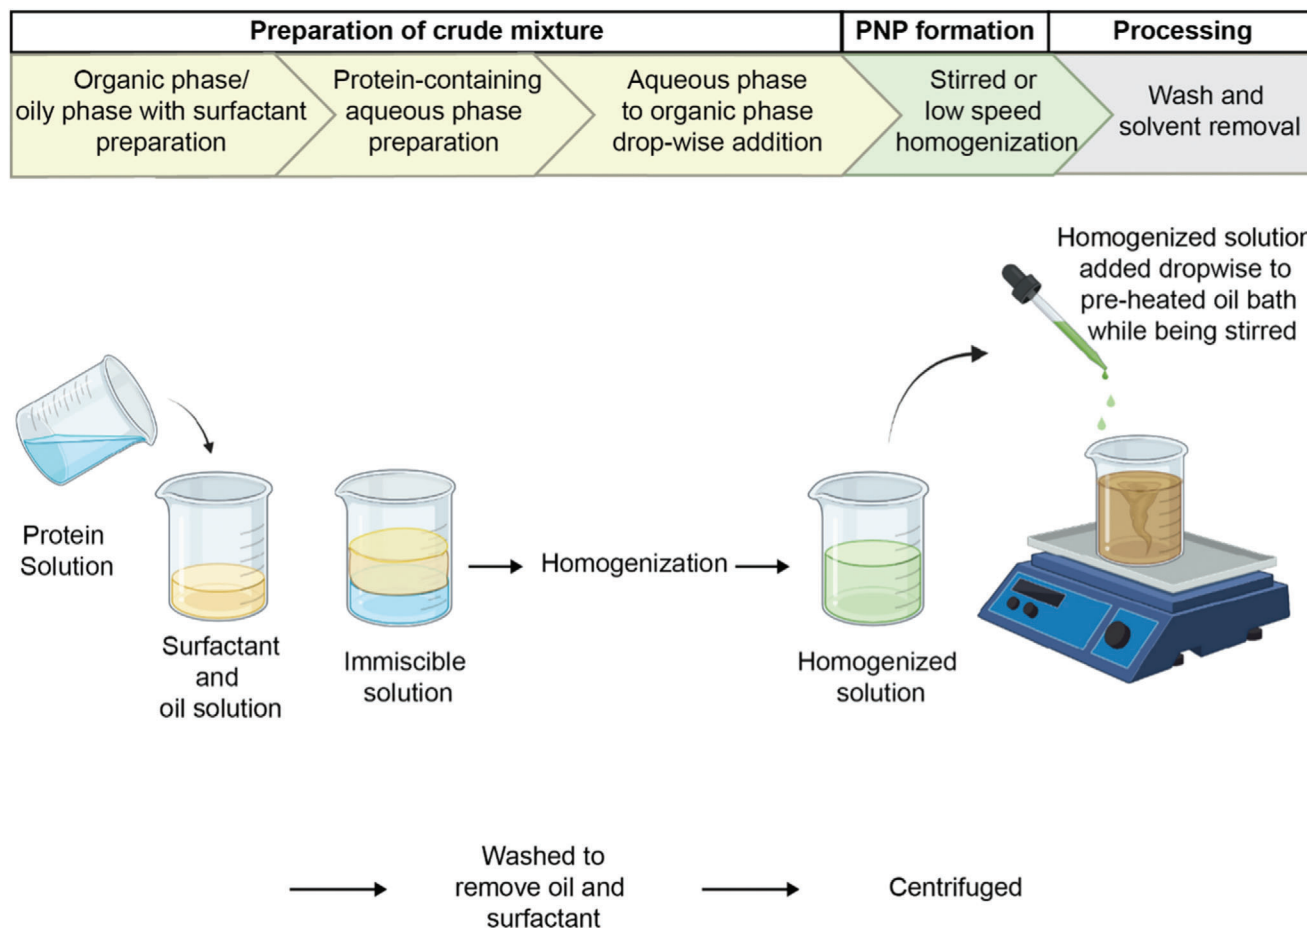 Preparation of crude mixture
PNP formation
Processing
Organic phase/
oily phase with surfactant
preparation
Protein-containing
aqueous phase
preparation
Aqueous phase
to organic phase
drop-wise addition
Stirred or
low speed
homogenization
Wash and
solvent removal
Homogenized solution
added dropwise to
pre-heated oil bath
while being stirred
Protein
Solution
Surfactant
and
oil solution
Immiscible
solution
Homogenization
Homogenized
solution
Washed to
remove oil and
surfactant
Centrifuged